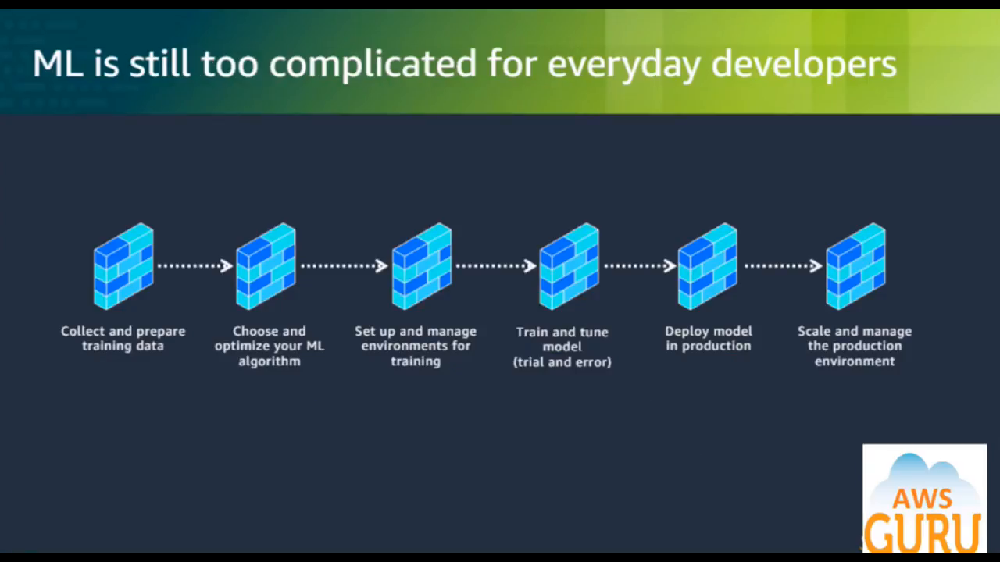 ML is still too complicated for everyday developers
Collect and prepare
training data
Choose and
optimize your ML
algorithm
Set up and manage
environments for
training
Train and tune
model
(trial and error)
Deploy model
in production
Scale and manage
the production
environment
AWS
GURU